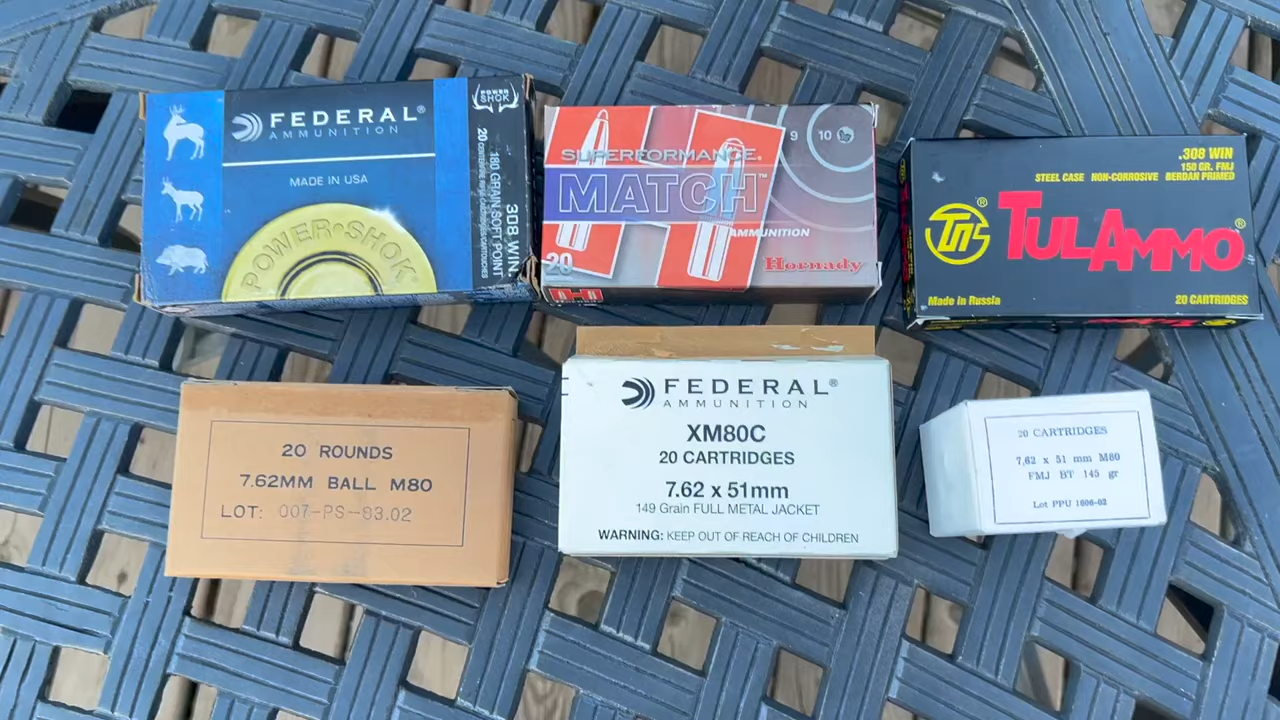 FEDERAL®
AMMUNITION
MADE IN USA
POWER•SHOK®
POWER
SHOK
308 WIN.
180 GRAIN SOFT POINT
SUPERFORMANCE®
MATCH™
AMMUNITION
9 10
20
Hornady
H
.308 WIN
150 GR. FMJ
STEEL CASE NON-CORROSIVE BERDAN PRIMED
TULAMMO®
Made in Russia
20 CARTRIDGES
20 ROUNDS
7.62MM BALL M80
LOT: 007-PS-83.02
FEDERAL®
AMMUNITION
XM80C
20 CARTRIDGES
7.62 x 51mm
149 Grain FULL METAL JACKET
WARNING: KEEP OUT OF REACH OF CHILDREN
20 CARTRIDGES
7,62 x 51 mm M80
FMJ BT 145 gr
Lot PPU 1606-02